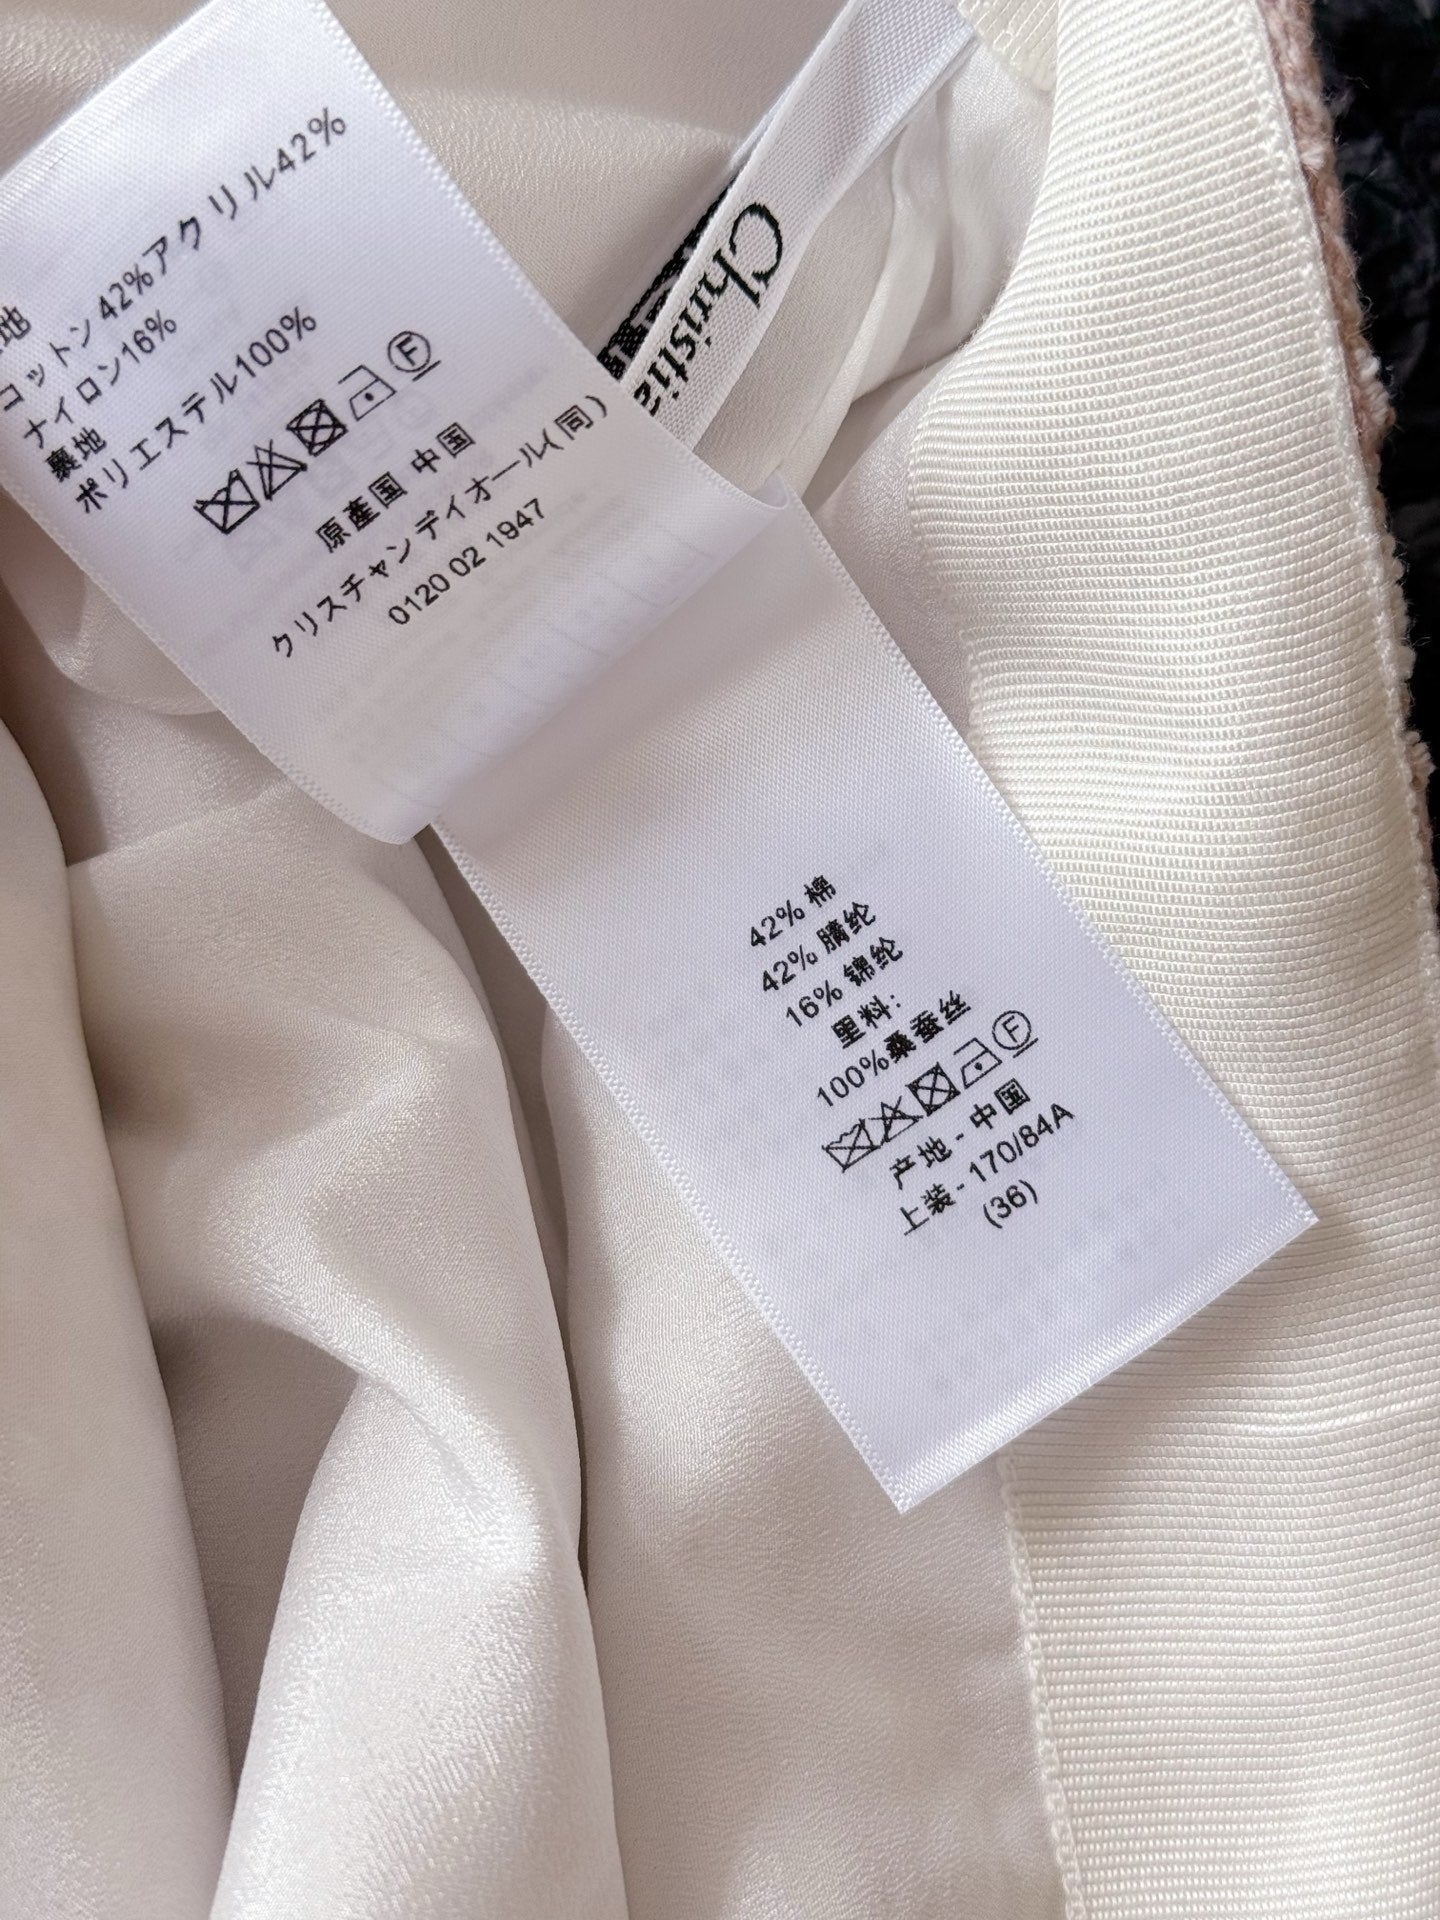 地
コットン 42%アクリル42%
ナイロン16%
裏地
ポリエステル100%
F
原産国 中国
クリスチャンディオール(同)
0120 02 1947
Christia
42% 棉
42% 腈纶
16% 锦纶
里料:
100%桑蚕丝
F
产地 - 中国
上装 - 170/84A
(36)